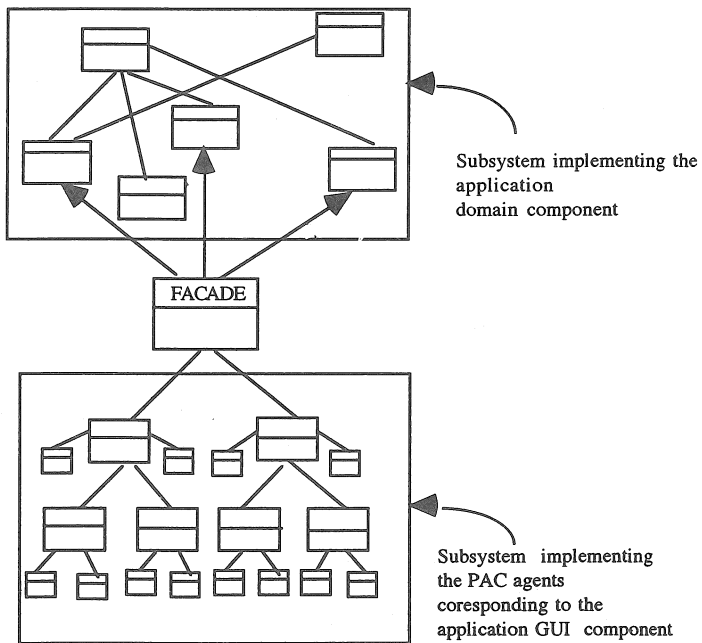 Subsystem implementing the
application
domain component
FACADE
Subsystem implementing
the PAC agents
coresponding to the
application GUI component